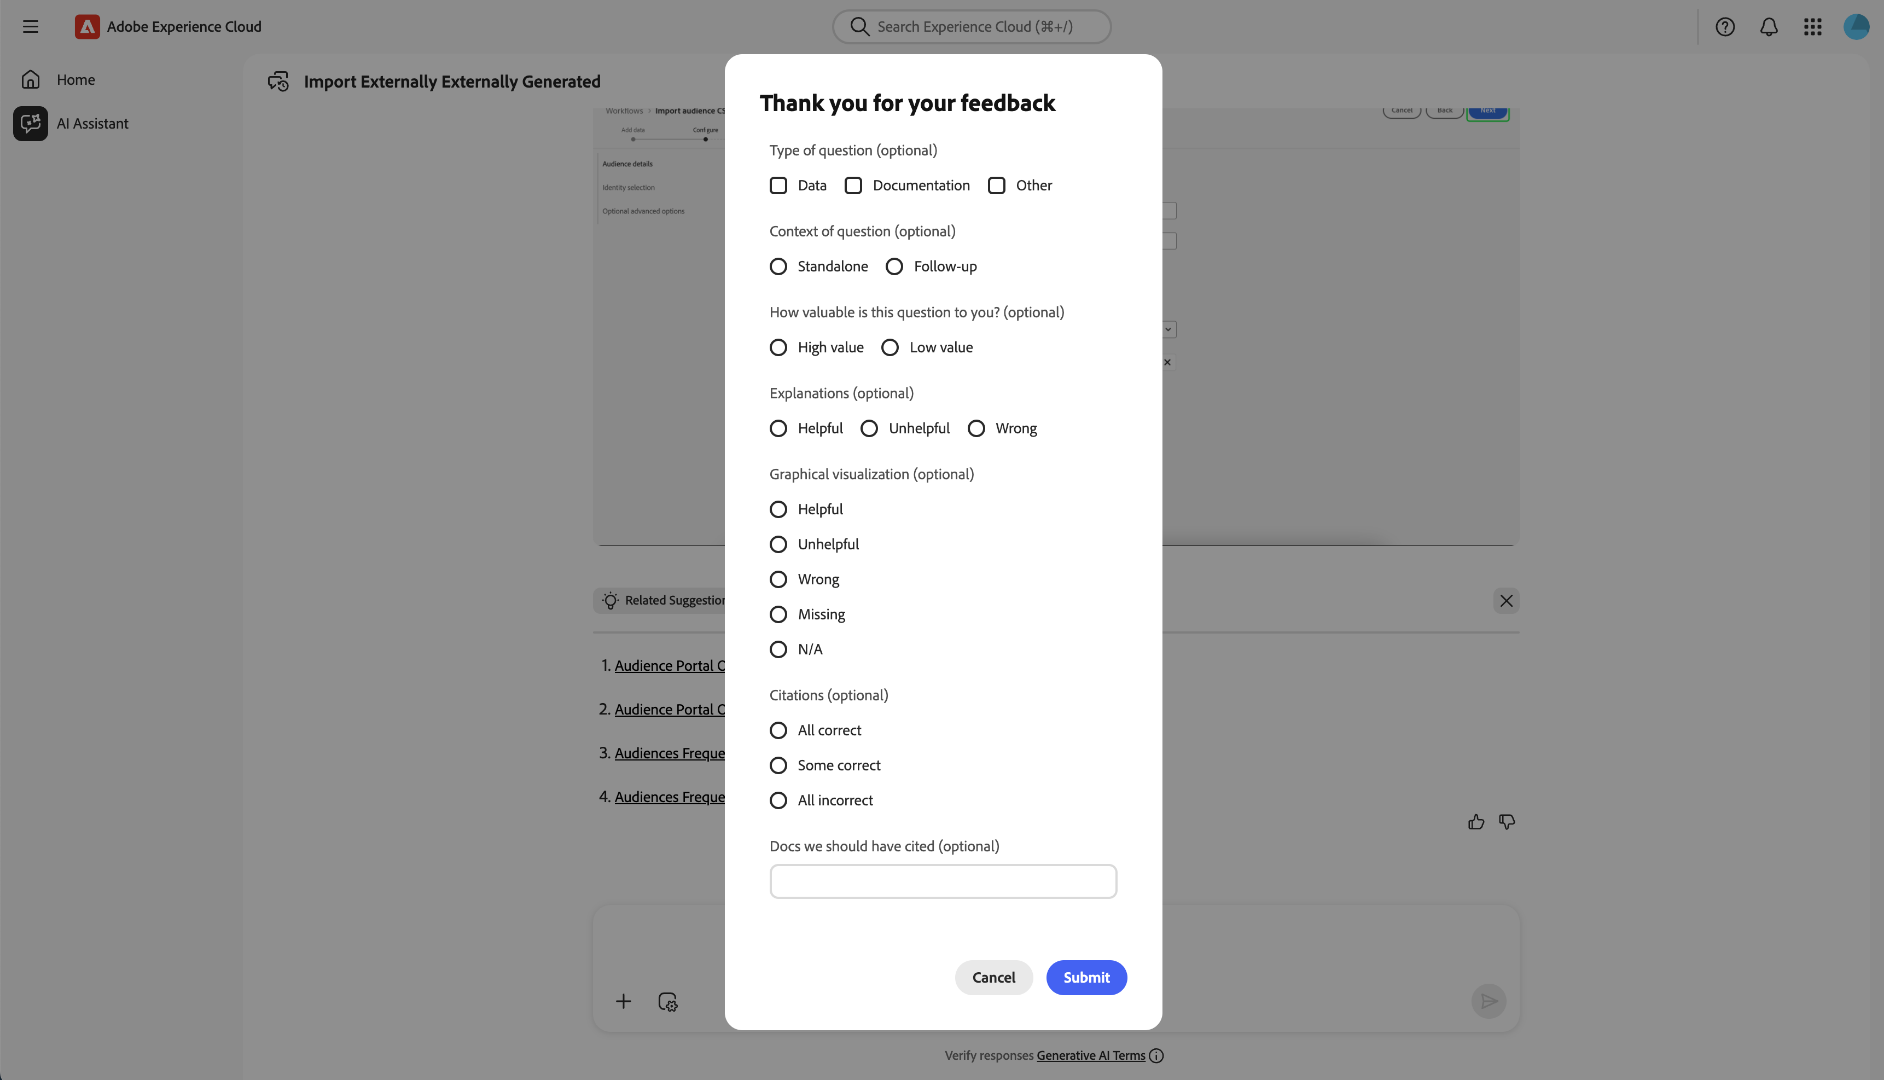 Adobe Experience Cloud
Search Experience Cloud (⌘+/)
Home
AI Assistant
Import Externally Externally Generated
Workflows > Import audience CS
Cancel
Back
Next
Add data
Configure
Audience details
Identity selection
Optional advanced options
Thank you for your feedback
Type of question (optional)
Data
Documentation
Other
Context of question (optional)
Standalone
Follow-up
How valuable is this question to you? (optional)
High value
Low value
Explanations (optional)
Helpful
Unhelpful
Wrong
Graphical visualization (optional)
Helpful
Unhelpful
Wrong
Missing
N/A
Citations (optional)
All correct
Some correct
All incorrect
Docs we should have cited (optional)
Cancel
Submit
Related Suggestion
1. Audience Portal O
2. Audience Portal O
3. Audiences Freque
4. Audiences Freque
Verify responses Generative AI Terms